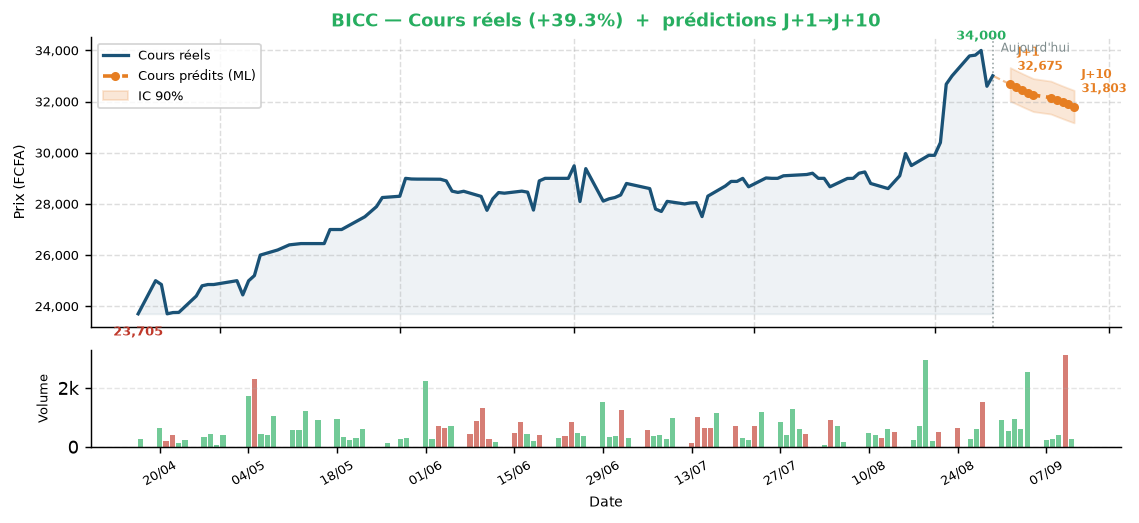 BICC — Cours réels (+39.3%)  +  prédictions J+1→J+10
34,000
Aujourd'hui
J+1
32,675
J+10
31,803
23,705
Cours réels
Cours prédits (ML)
IC 90%
Prix (FCFA)
34,000
32,000
30,000
28,000
26,000
24,000
Volume
2k
0
20/04
04/05
18/05
01/06
15/06
29/06
13/07
27/07
10/08
24/08
07/09
Date